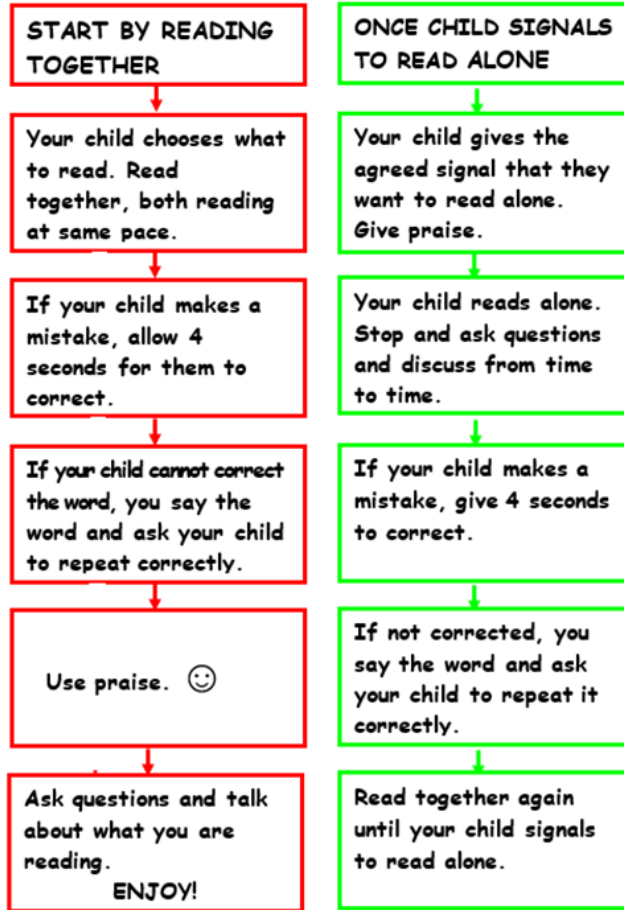 START BY READING
TOGETHER
Your child chooses what
to read. Read
together, both reading
at same pace.
If your child makes a
mistake, allow 4
seconds for them to
correct.
If your child cannot correct
the word, you say the
word and ask your child
to repeat correctly.
Use praise. ☺
Ask questions and talk
about what you are
reading.
ENJOY!
ONCE CHILD SIGNALS
TO READ ALONE
Your child gives the
agreed signal that they
want to read alone.
Give praise.
Your child reads alone.
Stop and ask questions
and discuss from time
to time.
If your child makes a
mistake, give 4 seconds
to correct.
If not corrected, you
say the word and ask
your child to repeat it
correctly.
Read together again
until your child signals
to read alone.